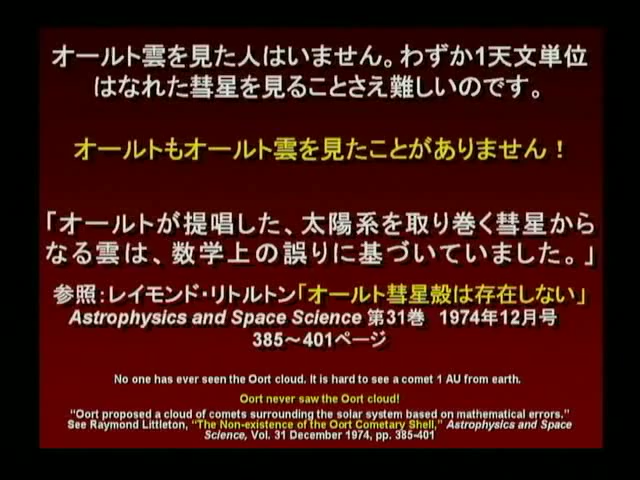 オールト雲を見た人はいません。わずか1天文単位
はなれた彗星を見ることさえ難しいのです。
オールトもオールト雲を見たことがありません！
「オールトが提唱した、太陽系を取り巻く彗星から
なる雲は、数学上の誤りに基づいていました。」
参照：レイモンド・リトルトン「オールト彗星殻は存在しない」
Astrophysics and Space Science 第31巻 1974年12月号
385～401ページ
No one has ever seen the Oort cloud. It is hard to see a comet 1 AU from earth.
Oort never saw the Oort cloud!
“Oort proposed a cloud of comets surrounding the solar system based on mathematical errors.”
See Raymond Littleton, “The Non-existence of the Oort Cometary Shell,” Astrophysics and Space
Science, Vol. 31 December 1974, pp. 385-401